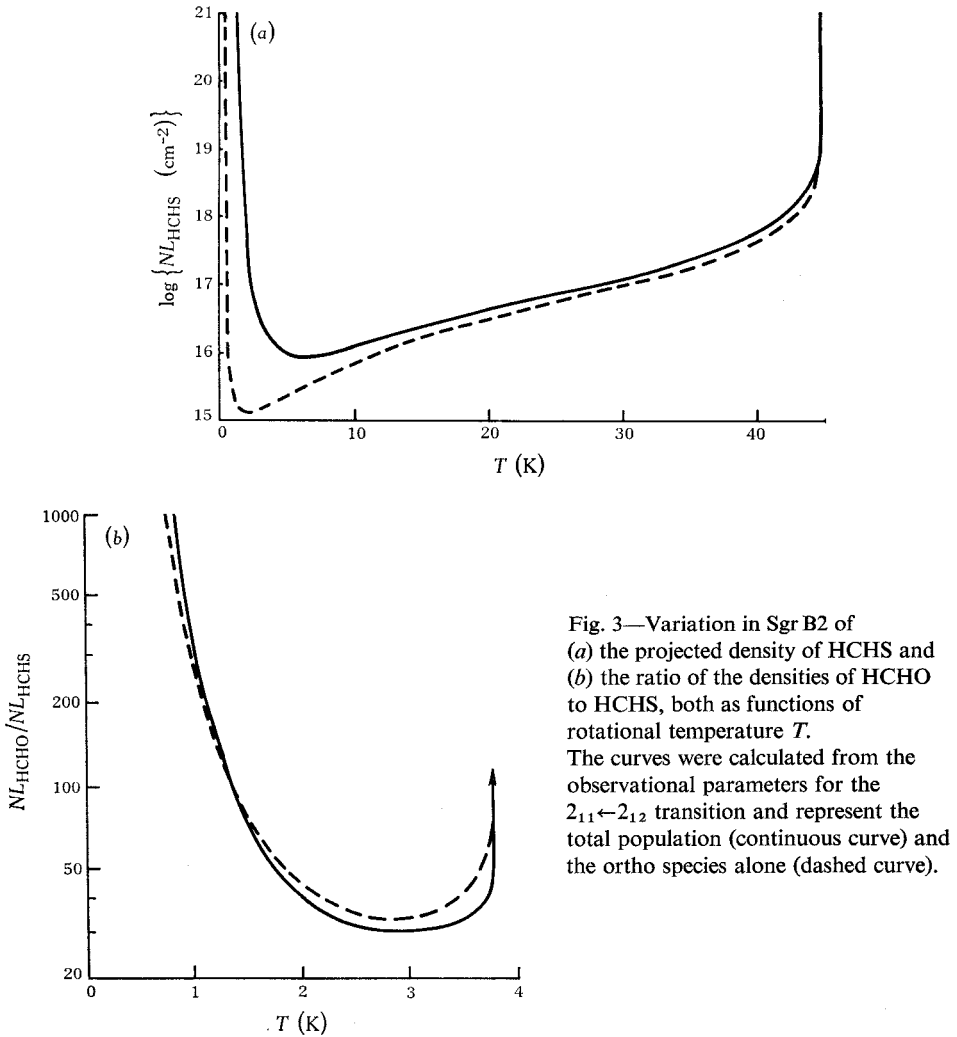 21
(a)
20
19
18
17
16
15
log {NL_HCHS (cm⁻²)}
0 10 20 30 40
T (K)
1000
(b)
500
200
100
50
20
NL_HCHO/NL_HCHS
0 1 2 3 4
. T (K)
Fig. 3—Variation in Sgr B2 of
(a) the projected density of HCHS and
(b) the ratio of the densities of HCHO
to HCHS, both as functions of
rotational temperature T.
The curves were calculated from the
observational parameters for the
2₁₁←2₁₂ transition and represent the
total population (continuous curve) and
the ortho species alone (dashed curve).